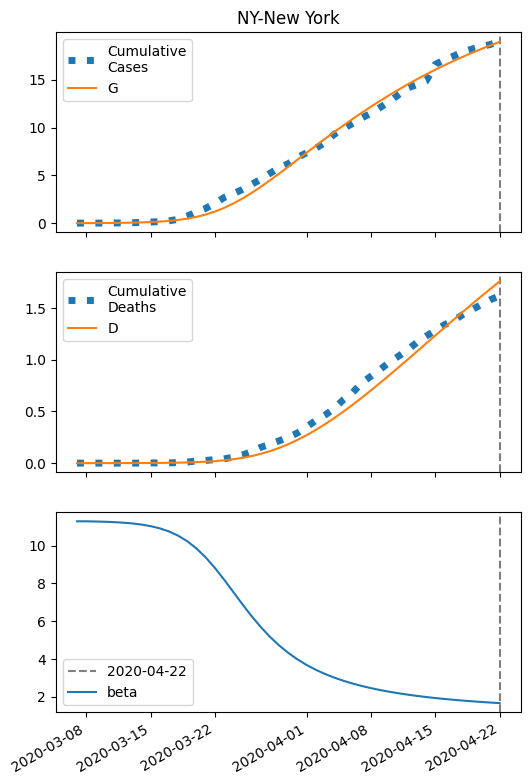 NY-New York
Cumulative
Cases
G
15
10
5
0
Cumulative
Deaths
D
1.5
1.0
0.5
0.0
10
8
6
4
2
2020-04-22
beta
2020-03-08
2020-03-15
2020-03-22
2020-04-01
2020-04-08
2020-04-15
2020-04-22